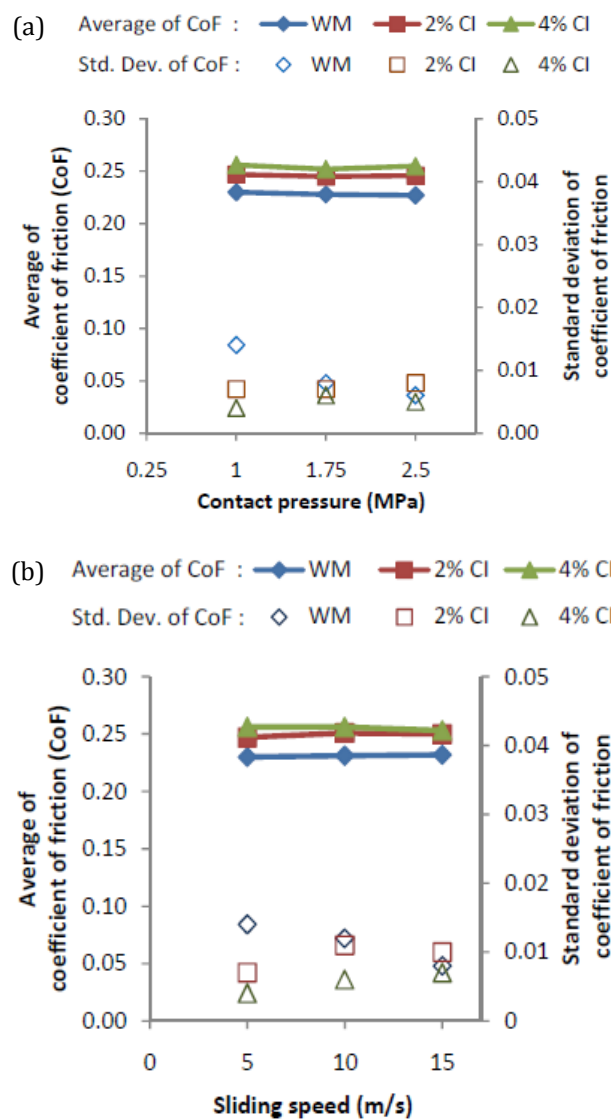 (a) Average of CoF : WM 2% CI 4% CI
Std. Dev. of CoF : WM 2% CI 4% CI
Average of
coefficient of friction (CoF)
0.30
0.25
0.20
0.15
0.10
0.05
0.00
0.05
0.04
0.03
0.02
0.01
0.00
Standard deviation of
coefficient of friction
0.25 1 1.75 2.5
Contact pressure (MPa)
(b) Average of CoF : WM 2% CI 4% CI
Std. Dev. of CoF : WM 2% CI 4% CI
Average of
coefficient of friction (CoF)
0.30
0.25
0.20
0.15
0.10
0.05
0.00
0.05
0.04
0.03
0.02
0.01
0
Standard deviation of
coefficient of friction
0 5 10 15
Sliding speed (m/s)